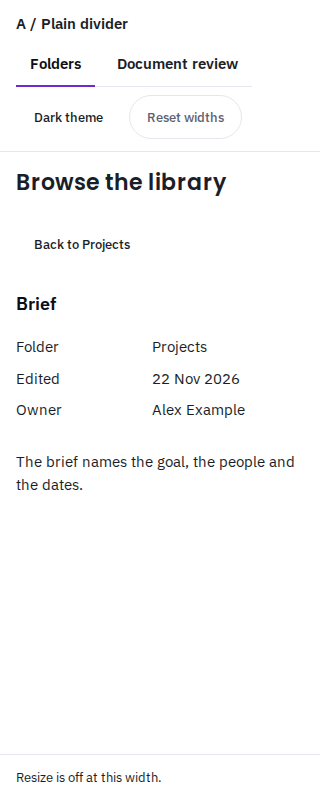 A / Plain divider
Folders Document review
Dark theme Reset widths
Browse the library
Back to Projects
Brief
Folder Projects
Edited 22 Nov 2026
Owner Alex Example
The brief names the goal, the people and
the dates.
Resize is off at this width.